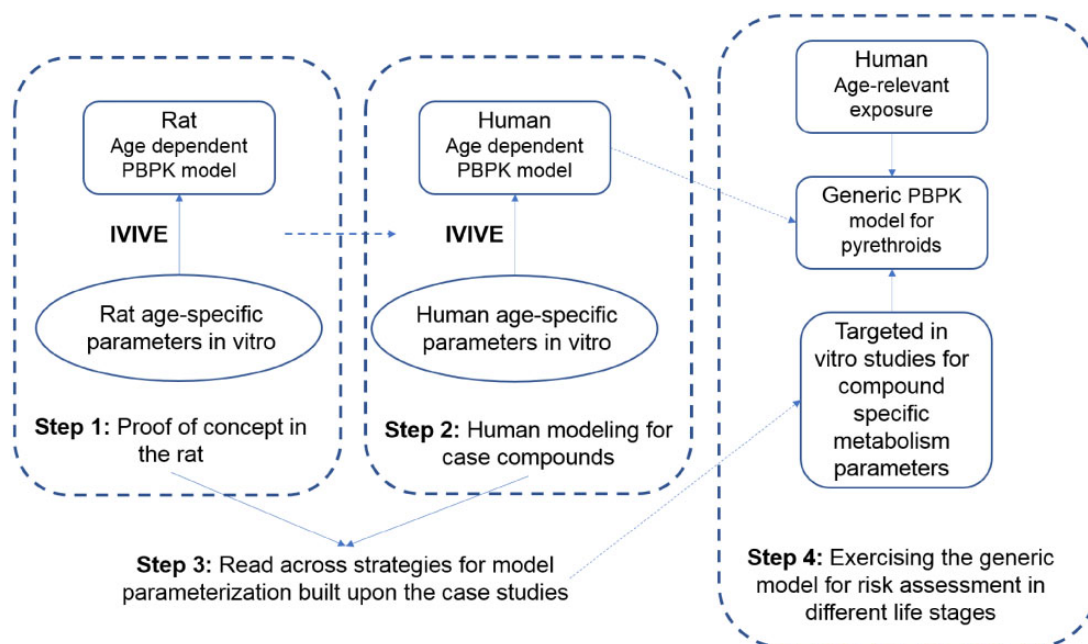 Rat
Age dependent
PBPK model
IVIVE
Rat age-specific
parameters in vitro
Step 1: Proof of concept in
the rat
Human
Age dependent
PBPK model
IVIVE
Human age-specific
parameters in vitro
Step 2: Human modeling for
case compounds
Step 3: Read across strategies for model
parameterization built upon the case studies
Human
Age-relevant
exposure
Generic PBPK
model for
pyrethroids
Targeted in
vitro studies for
compound
specific
metabolism
parameters
Step 4: Exercising the generic
model for risk assessment in
different life stages